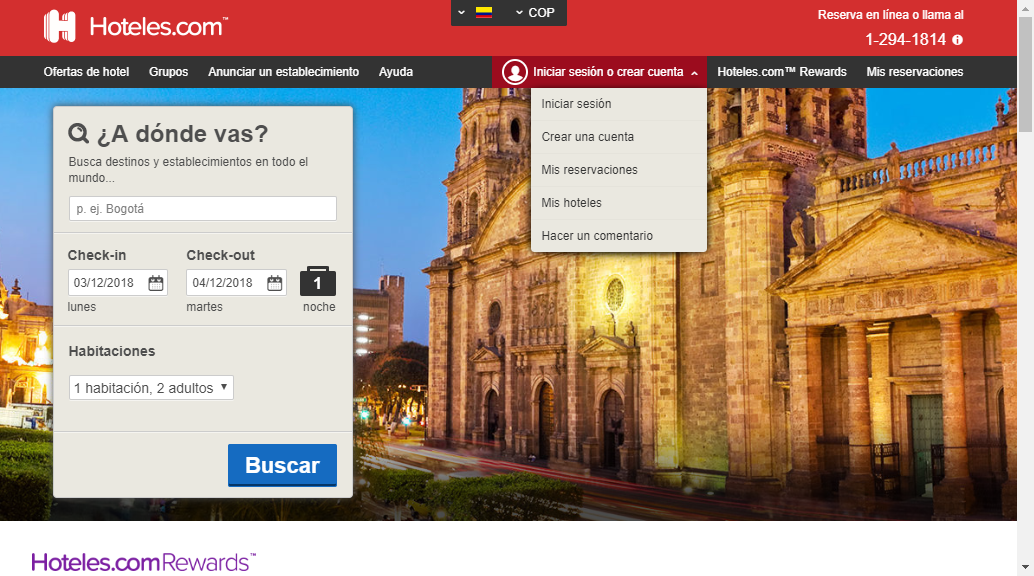 Hoteles.com™
COP
Reserva en línea o llama al
1-294-1814
Ofertas de hotel Grupos Anunciar un establecimiento Ayuda Iniciar sesión o crear cuenta Hoteles.com™ Rewards Mis reservaciones
Iniciar sesión
Crear una cuenta
Mis reservaciones
Mis hoteles
Hacer un comentario
¿A dónde vas?
Busca destinos y establecimientos en todo el
mundo...
p. ej. Bogotá
Check-in Check-out
03/12/2018 04/12/2018 1
lunes martes noche
Habitaciones
1 habitación, 2 adultos
Buscar
Hoteles.com Rewards™